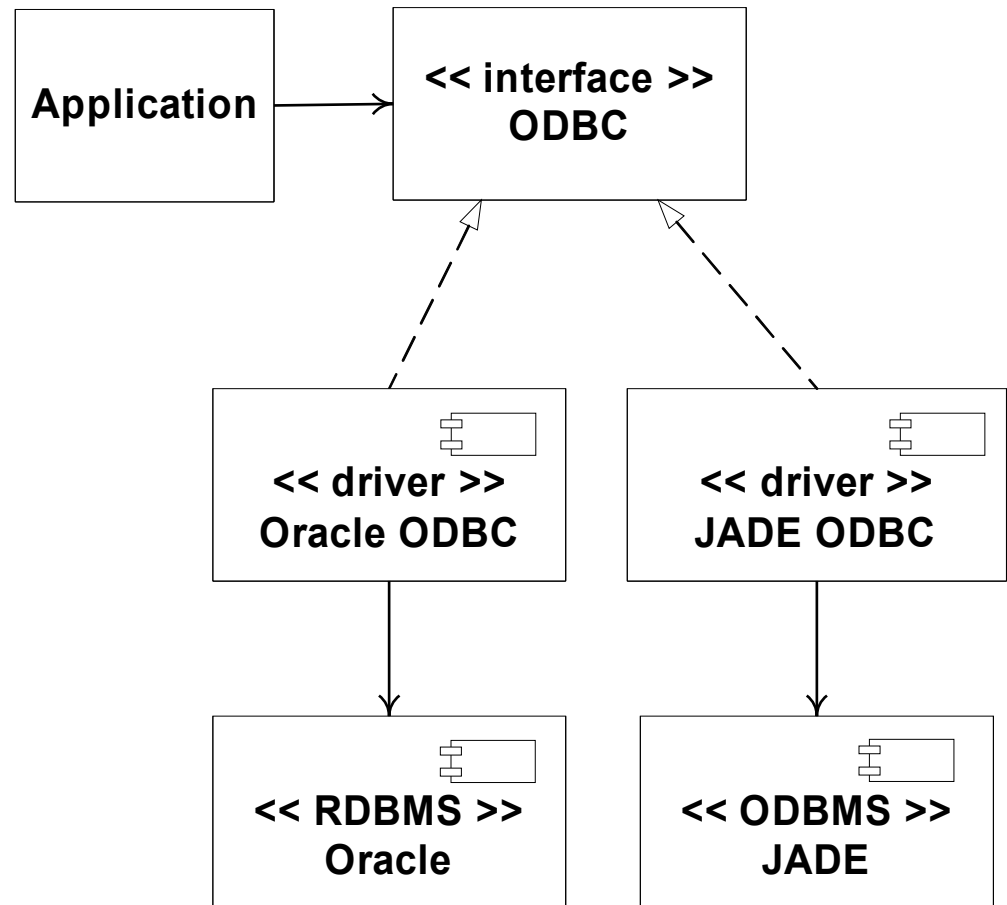 Application
<< interface >>
ODBC
<< driver >>
Oracle ODBC
<< driver >>
JADE ODBC
<< RDBMS >>
Oracle
<< ODBMS >>
JADE